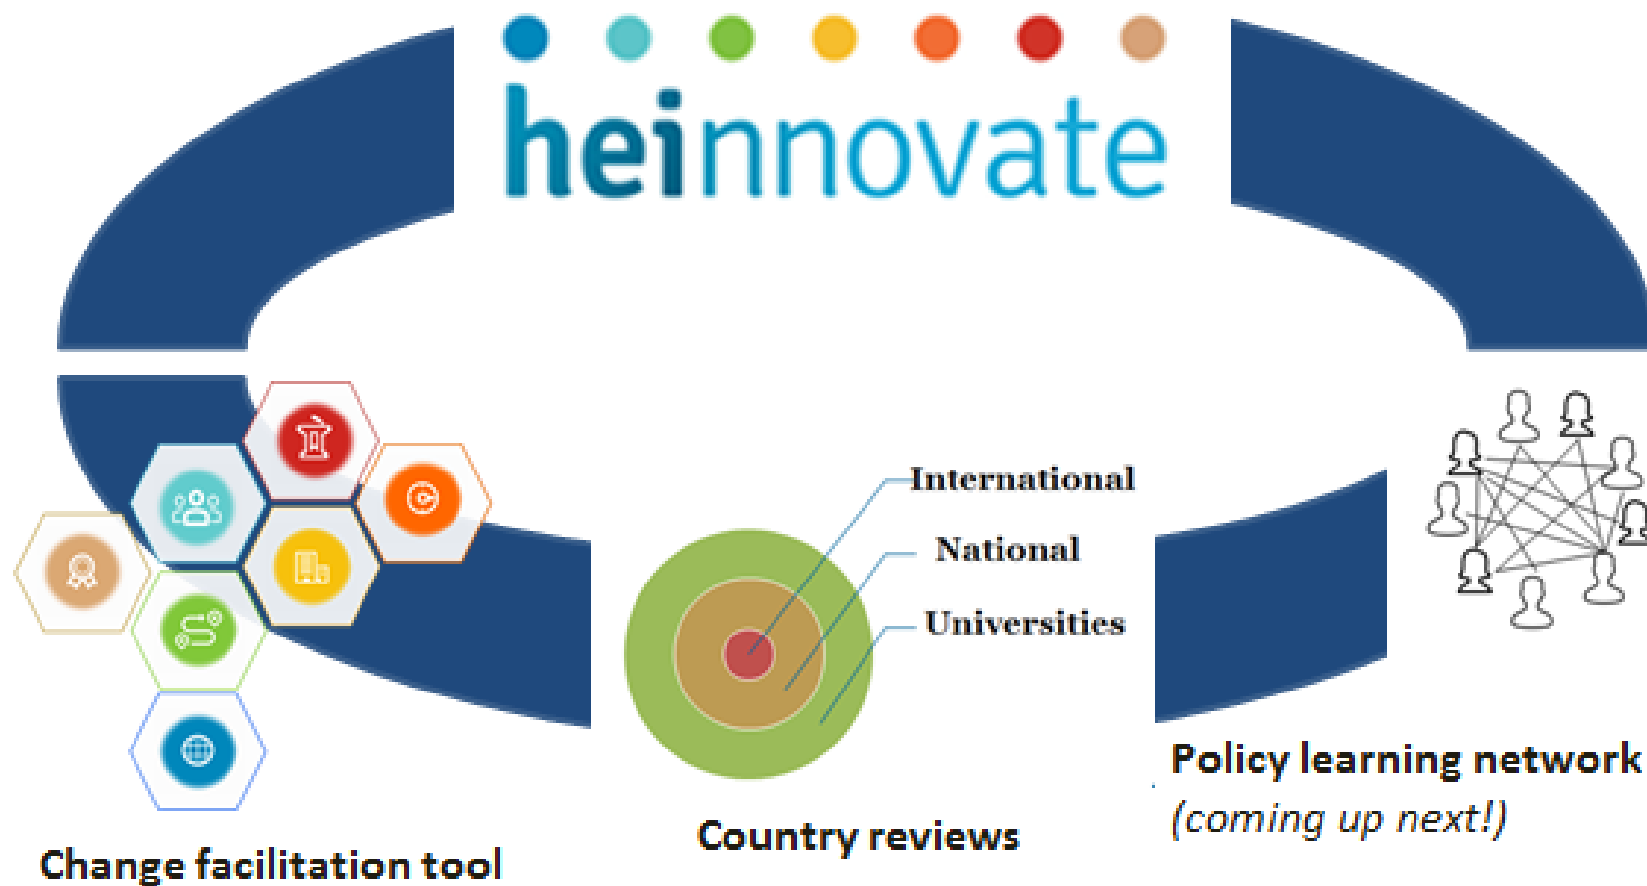 heinnovate
International
National
Universities
Policy learning network
(coming up next!)
Country reviews
Change facilitation tool